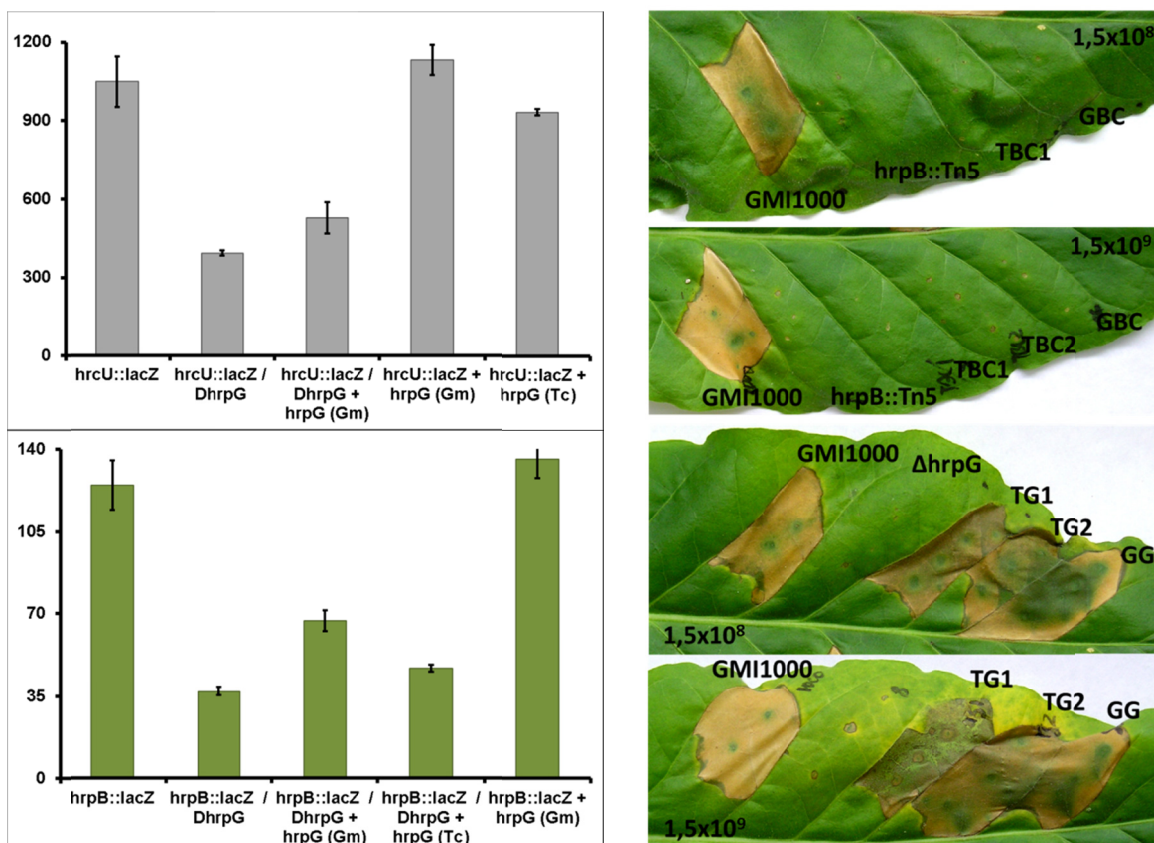 1200
900
600
300
0
hrcU::lacZ
hrcU::lacZ /
DhrpG
hrcU::lacZ /
DhrpG +
hrpG (Gm)
hrcU::lacZ +
hrpG (Gm)
hrcU::lacZ +
hrpG (Tc)
140
105
70
35
0
hrpB::lacZ
hrpB::lacZ /
DhrpG
hrpB::lacZ /
DhrpG +
hrpG (Gm)
hrpB::lacZ /
DhrpG +
hrpG (Tc)
hrpB::lacZ +
hrpG (Gm)
1,5x10⁸
GBC
TBC1
hrpB::Tn5
GMI1000
1,5x10⁹
GBC
TBC2
TBC1
hrpB::Tn5
GMI1000
GMI1000
ΔhrpG
TG1
TG2
GG
1,5x10⁸
GMI1000
TG1
TG2
GG
1,5x10⁹